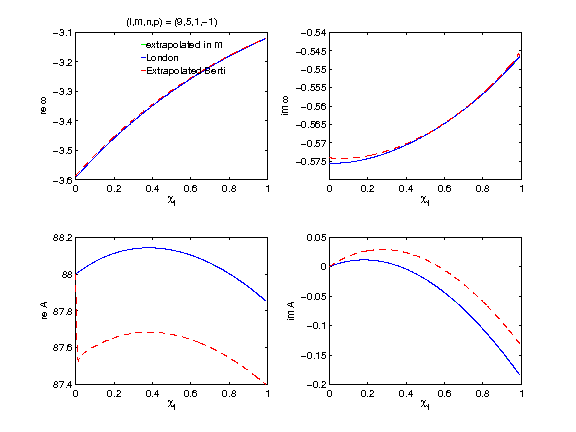 (l,m,n,p) = (9,5,1,−1)
−3.1
−3.2
−3.3
−3.4
−3.5
−3.6
0 0.2 0.4 0.6 0.8 1
re ω
χf
extrapolated in m
London
Extrapolated Berti
−0.54
−0.545
−0.55
−0.555
−0.56
−0.565
−0.57
−0.575
0 0.2 0.4 0.6 0.8 1
im ω
χf
88.2
88
87.8
87.6
87.4
0 0.2 0.4 0.6 0.8 1
re A
χf
0.05
0
−0.05
−0.1
−0.15
−0.2
0 0.2 0.4 0.6 0.8 1
im A
χf